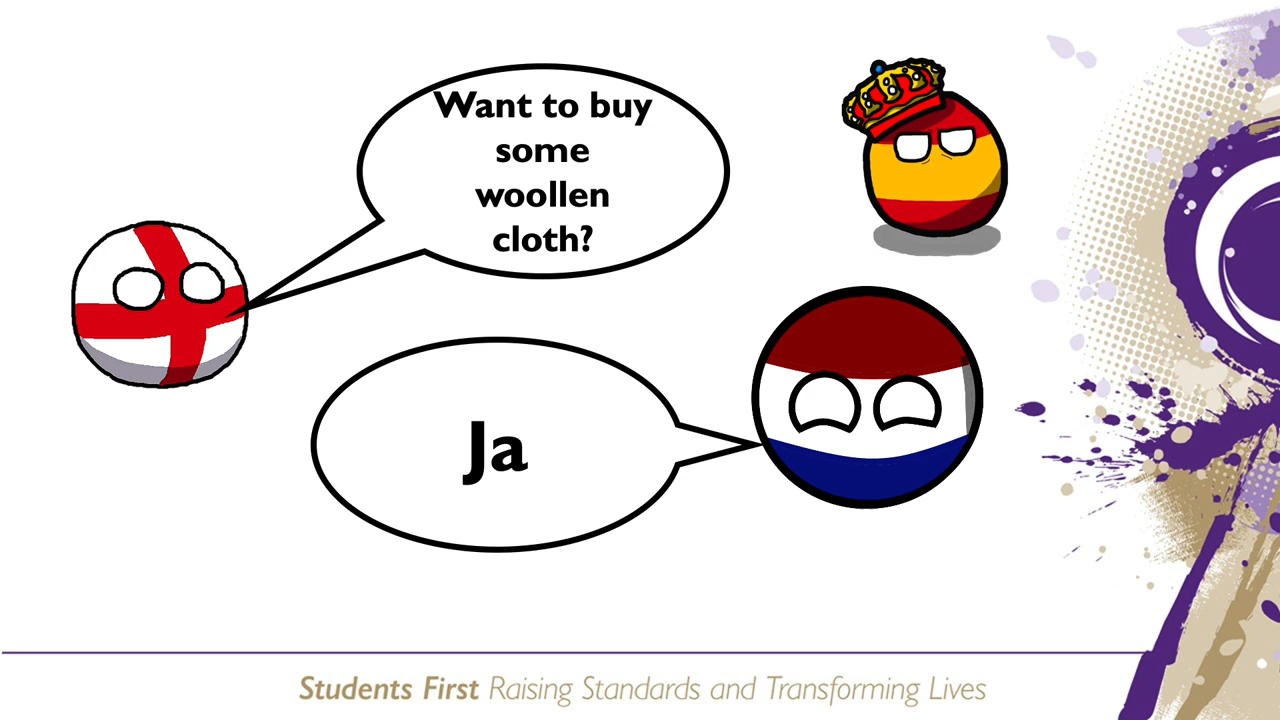 Want to buy
some
woollen
cloth?
Ja
Students First Raising Standards and Transforming Lives